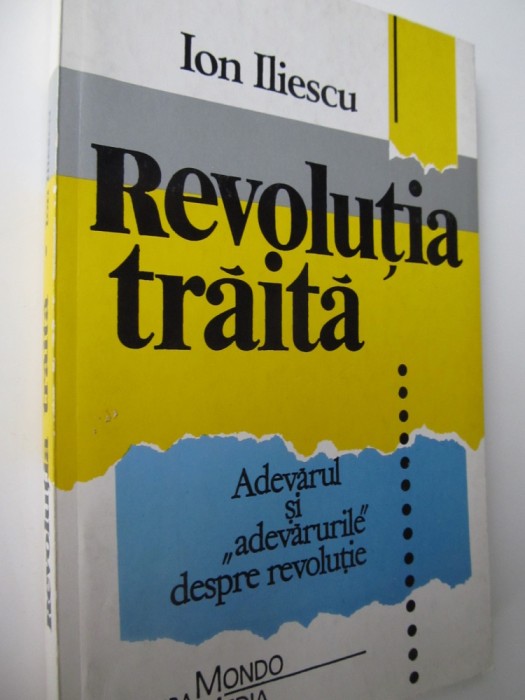 Ion Iliescu
Revoluția
trăită
Adevărul
și
„adevărurile”
despre revoluție
MONDO